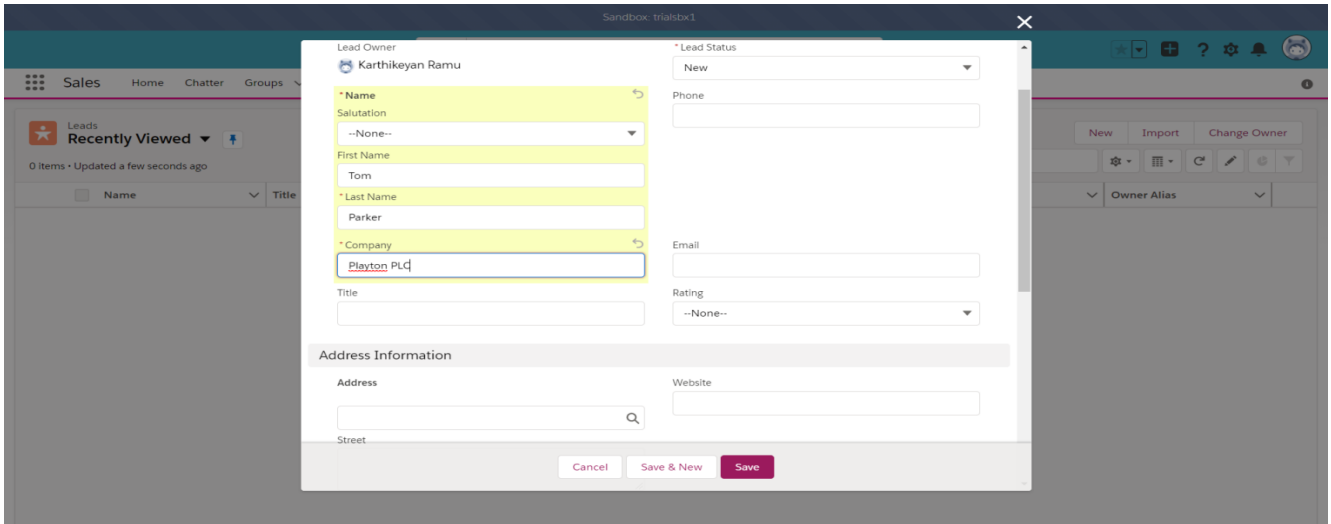 Sandbox: trialsbx1
Sales Home Chatter Groups
Leads
Recently Viewed
0 items • Updated a few seconds ago
New Import Change Owner
Name Title Owner Alias
Lead Owner
Karthikeyan Ramu
* Lead Status
New
* Name
Salutation
--None--
First Name
Tom
* Last Name
Parker
Phone
* Company
Playton PLC
Email
Title
Rating
--None--
Address Information
Address
Website
Street
Cancel Save & New Save